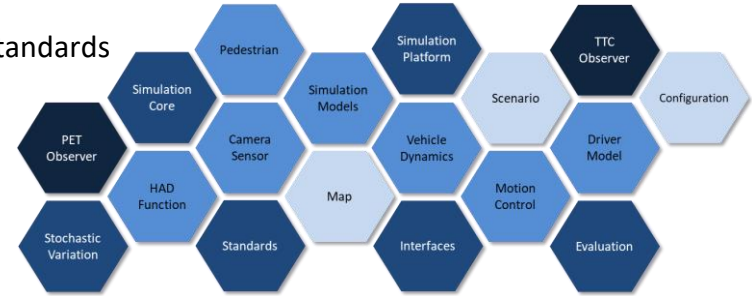 Pedestrian
Simulation
Platform
TTC
Observer
Simulation
Core
Simulation
Models
Scenario
Configuration
PET
Observer
Camera
Sensor
Vehicle
Dynamics
Driver
Model
HAD
Function
Map
Motion
Control
Stochastic
Variation
Standards
Interfaces
Evaluation